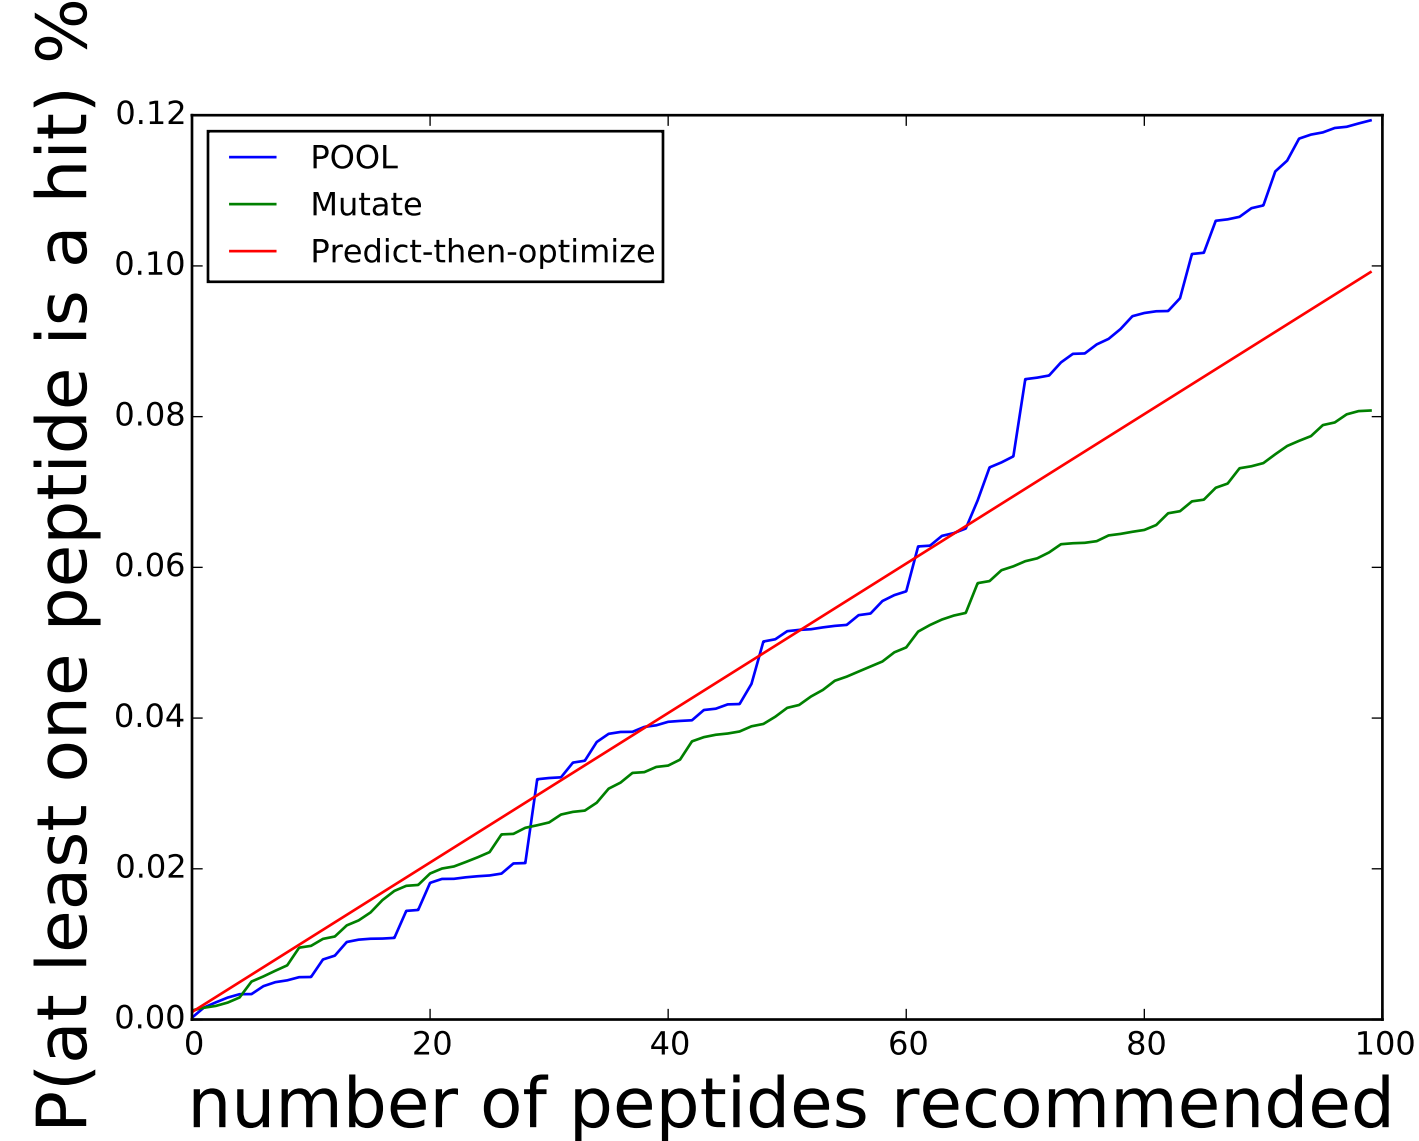 P(at least one peptide is a hit) %
0.12
0.10
0.08
0.06
0.04
0.02
0.00
POOL
Mutate
Predict-then-optimize
0 20 40 60 80 100
number of peptides recommended